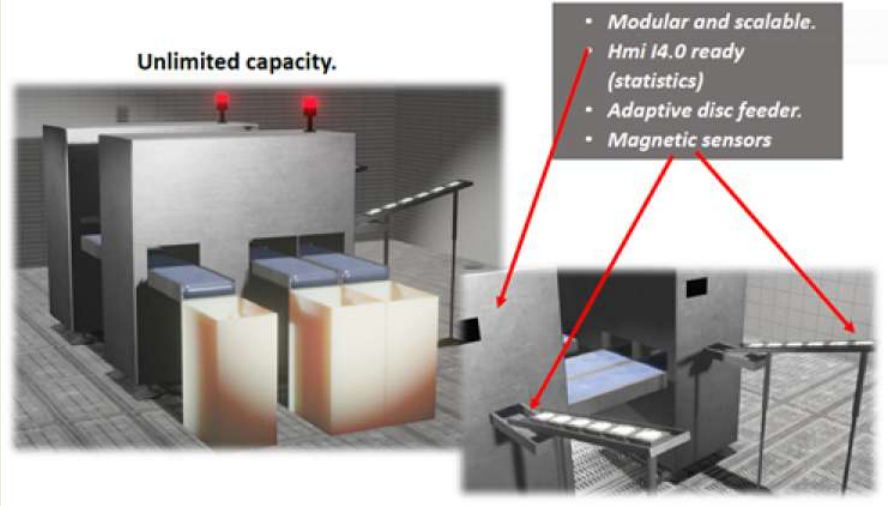 Unlimited capacity.
• Modular and scalable.
• Hmi I4.0 ready
(statistics)
• Adaptive disc feeder.
• Magnetic sensors